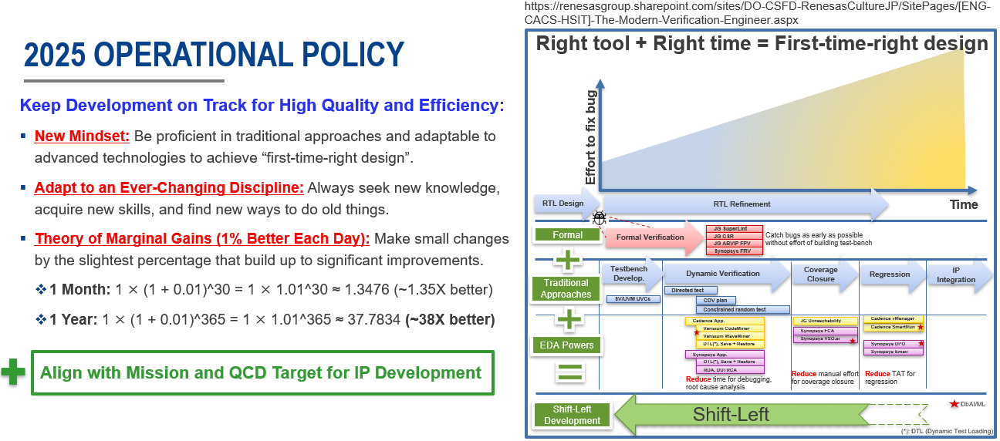 https://renesasgroup.sharepoint.com/sites/DO-CSFD-RenesasCultureJP/SitePages/[ENG-
CACS-HSIT]-The-Modern-Verification-Engineer.aspx
2025 OPERATIONAL POLICY
Keep Development on Track for High Quality and Efficiency:
▪ New Mindset: Be proficient in traditional approaches and adaptable to
advanced technologies to achieve “first-time-right design”.
▪ Adapt to an Ever-Changing Discipline: Always seek new knowledge,
acquire new skills, and find new ways to do old things.
▪ Theory of Marginal Gains (1% Better Each Day): Make small changes
by the slightest percentage that build up to significant improvements.
❖ 1 Month: 1 × (1 + 0.01)^30 = 1 × 1.01^30 ≈ 1.3476 (~1.35X better)
❖ 1 Year: 1 × (1 + 0.01)^365 = 1 × 1.01^365 ≈ 37.7834 (~38X better)
Align with Mission and QCD Target for IP Development
Right tool + Right time = First-time-right design
Effort to fix bug
Time
RTL Design
RTL Refinement
Formal
Formal Verification
JG SuperLint
JG CSR
JG ABVIP FPV
Synopsys FRV
Catch bugs as early as possible
without effort of building test-bench
Traditional
Approaches
Testbench
Develop.
Dynamic Verification
Coverage
Closure
Regression
IP
Integration
SV/UVM UVCs
Directed test
CDV plan
Constrained random test
EDA Powers
Cadence App.
Verisium CodeMiner
Verisium WaveMiner
DTL(*), Save + Restore
Synopsys App.
DTL(*), Save + Restore
RDA, DUTRCA
Reduce time for debugging,
root cause analysis
JG Unreachability
Synopsys FCA
Synopsys VSO.ai
Reduce manual effort
for coverage closure
Cadence vManager
Cadence SmartRun
Synopsys DPO
Synopsys Eman
Reduce TAT for
regression
Shift-Left
Development
Shift-Left
DbAI/ML
(*): DTL (Dynamic Test Loading)